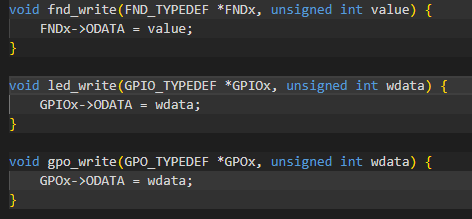 void fnd_write(FND_TYPEDEF *FNDx, unsigned int value) {
    FNDx->ODATA = value;
}
void led_write(GPIO_TYPEDEF *GPIOx, unsigned int wdata) {
    GPIOx->ODATA = wdata;
}
void gpo_write(GPO_TYPEDEF *GPOx, unsigned int wdata) {
    GPOx->ODATA = wdata;
}